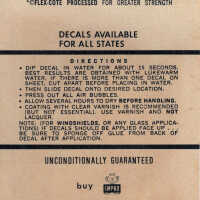 *©FLEX-COTE PROCESSED FOR GREATER STRENGTH
DECALS AVAILABLE
FOR ALL STATES
DIRECTIONS
• DIP DECAL IN WATER FOR ABOUT 15 SECONDS.
BEST RESULTS ARE OBTAINED WITH LUKEWARM
WATER. IF THERE IS MORE THAN ONE DECAL ON
SHEET, CUT APART BEFORE PLACING IN WATER.
• THEN SLIDE DECAL ONTO DESIRED LOCATION.
• PRESS OUT ALL AIR BUBBLES.
• ALLOW SEVERAL HOURS TO DRY BEFORE HANDLING.
• COATING WITH CLEAR VARNISH IS RECOMMENDED
(BUT NOT ESSENTIAL). USE VARNISH AND NOT
LACQUER.
• NOTE: (FOR WINDSHIELDS, OR ANY GLASS APPLICA-
TIONS) IF DECALS SHOULD BE APPLIED FACE UP . . .
BE SURE TO SPONGE OFF GLUE FROM BACK OF
DECAL AFTER APPLICATION.
UNCONDITIONALLY GUARANTEED
buy
IMPKO